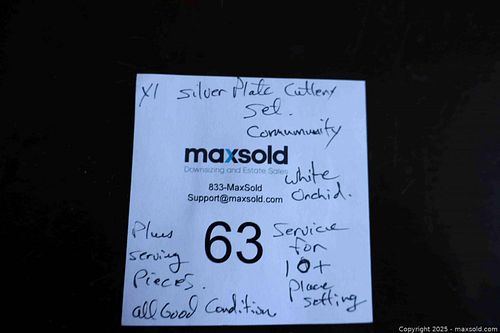 X1 Silver Plate Cutlery
Set.
Community
maxsold
Downsizing and Estate Sales
White
Orchid.
833-MaxSold
Support@maxsold.com
63
Plus
serving
Pieces.
all Good Condition
Service
for
10+
Place
setting
Copyright 2025 - maxsold.com